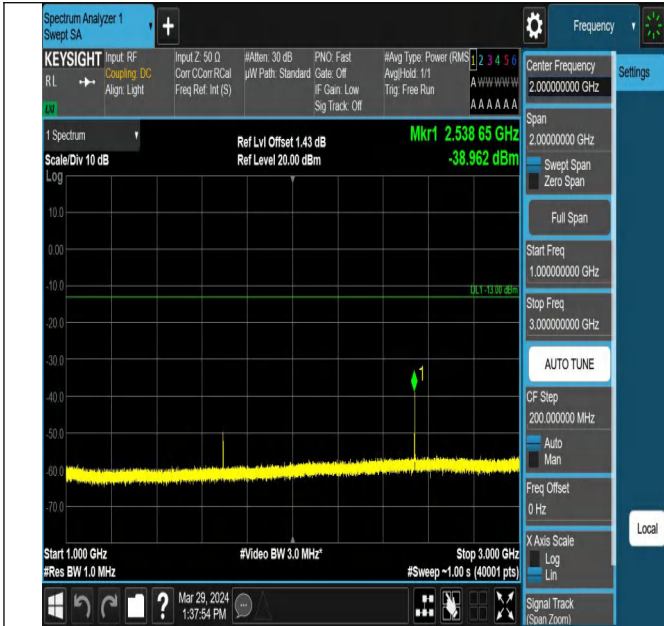 Spectrum Analyzer 1
Swept SA
+
Frequency
KEYSIGHT
RL
LXI
Input: RF
Coupling: DC
Align: Light
Input Z: 50 Ω
Corr CCorr RCal
Freq Ref: Int (S)
#Atten: 30 dB
µW Path: Standard
PNO: Fast
Gate: Off
IF Gain: Low
Sig Track: Off
#Avg Type: Power (RMS
Avg|Hold: 1/1
Trig: Free Run
1 2 3 4 5 6
A W W W W W
A A A A A A
Center Frequency
2.000000000 GHz
Settings
Span
2.00000000 GHz
Swept Span
Zero Span
Full Span
Start Freq
1.000000000 GHz
Stop Freq
3.000000000 GHz
AUTO TUNE
CF Step
200.000000 MHz
Auto
Man
Freq Offset
0 Hz
X Axis Scale
Log
Lin
Signal Track
(Span Zoom)
Local
1 Spectrum
Scale/Div 10 dB
Log
Ref Lvl Offset 1.43 dB
Ref Level 20.00 dBm
Mkr1 2.538 65 GHz
-38.962 dBm
10.0
0.00
-10.0
DL1 -13.00 dBm
-20.0
-30.0
1
-40.0
-50.0
-60.0
-70.0
Start 1.000 GHz
#Res BW 1.0 MHz
#Video BW 3.0 MHz*
Stop 3.000 GHz
#Sweep ~1.00 s (40001 pts)
?
Mar 29, 2024
1:37:54 PM